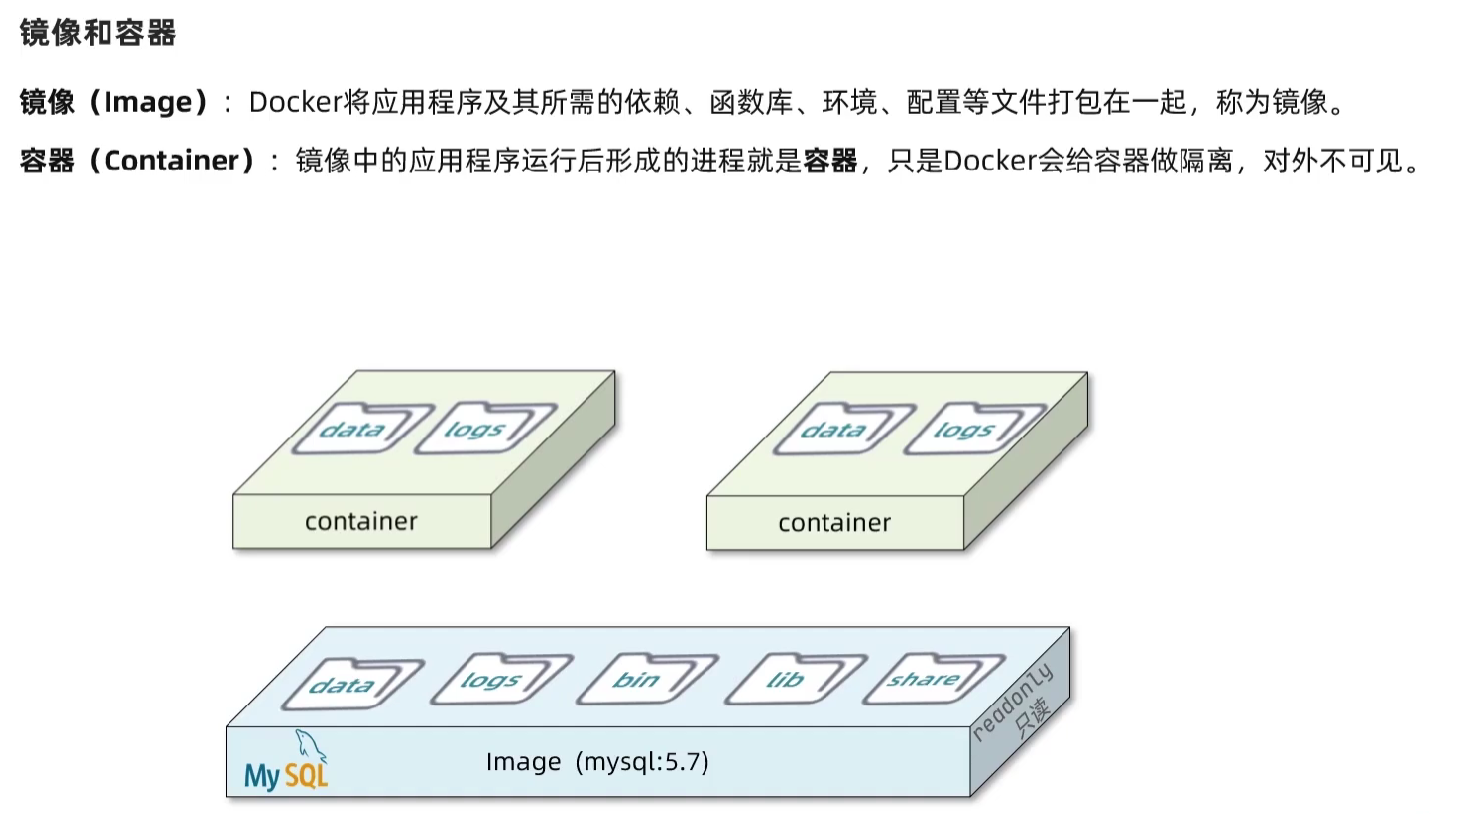 镜像和容器
镜像（Image）：Docker将应用程序及其所需的依赖、函数库、环境、配置等文件打包在一起，称为镜像。
容器（Container）：镜像中的应用程序运行后形成的进程就是容器，只是Docker会给容器做隔离，对外不可见。
data logs
data logs
container
container
data logs bin lib share
readonly
只读
MySQL
Image (mysql:5.7)